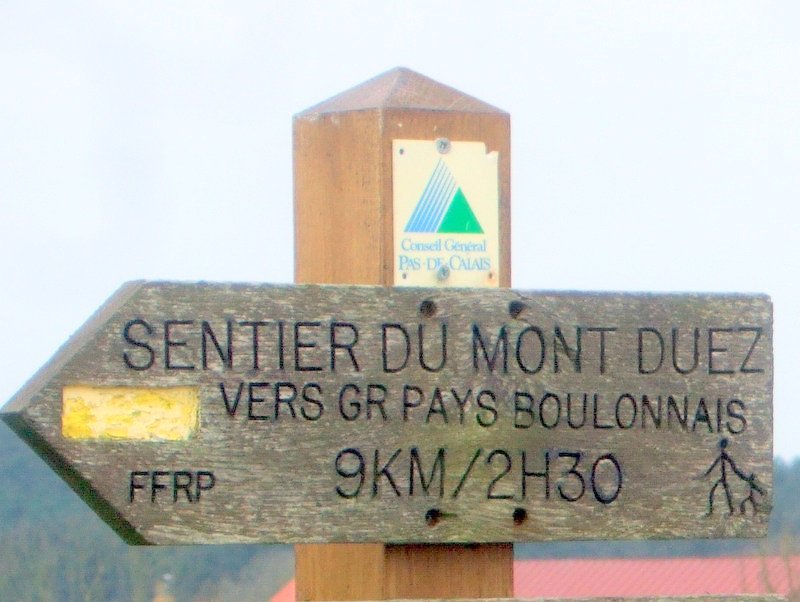 Conseil Général
PAS-DE-CALAIS
SENTIER DU MONT DUEZ
VERS GR PAYS BOULONNAIS
FFRP
9KM/2H30